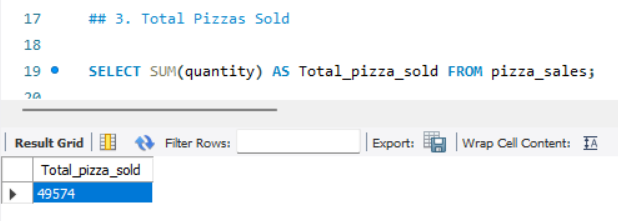 17 ## 3. Total Pizzas Sold
18
19 SELECT SUM(quantity) AS Total_pizza_sold FROM pizza_sales;
20
Result Grid Filter Rows: Export: Wrap Cell Content: IA
Total_pizza_sold
49574